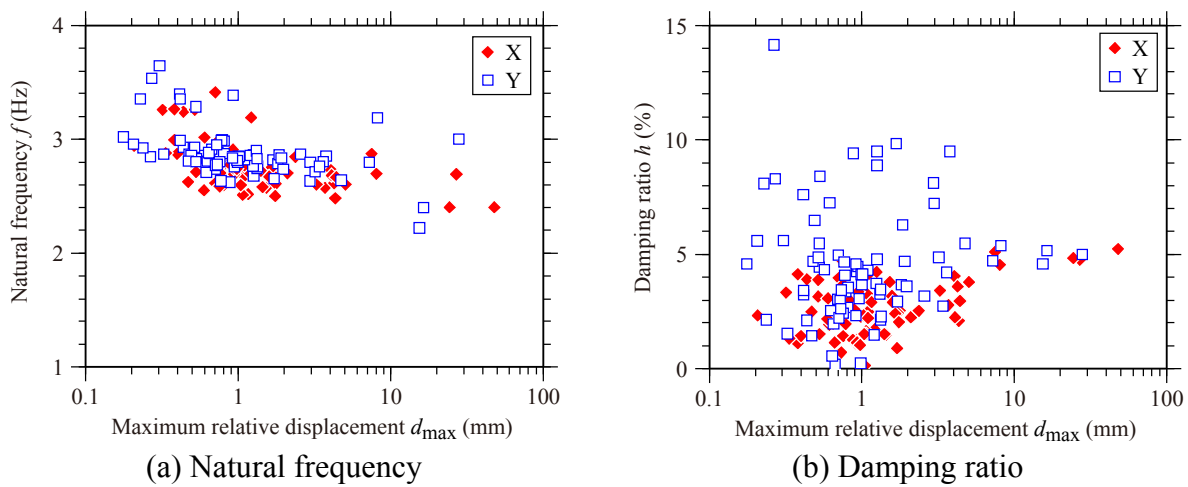 4
3
2
1
Natural frequency f (Hz)
X
Y
0.1 1 10 100
Maximum relative displacement dmax (mm)
(a) Natural frequency
15
10
5
0
Damping ratio h (%)
X
Y
0.1 1 10 100
Maximum relative displacement dmax (mm)
(b) Damping ratio